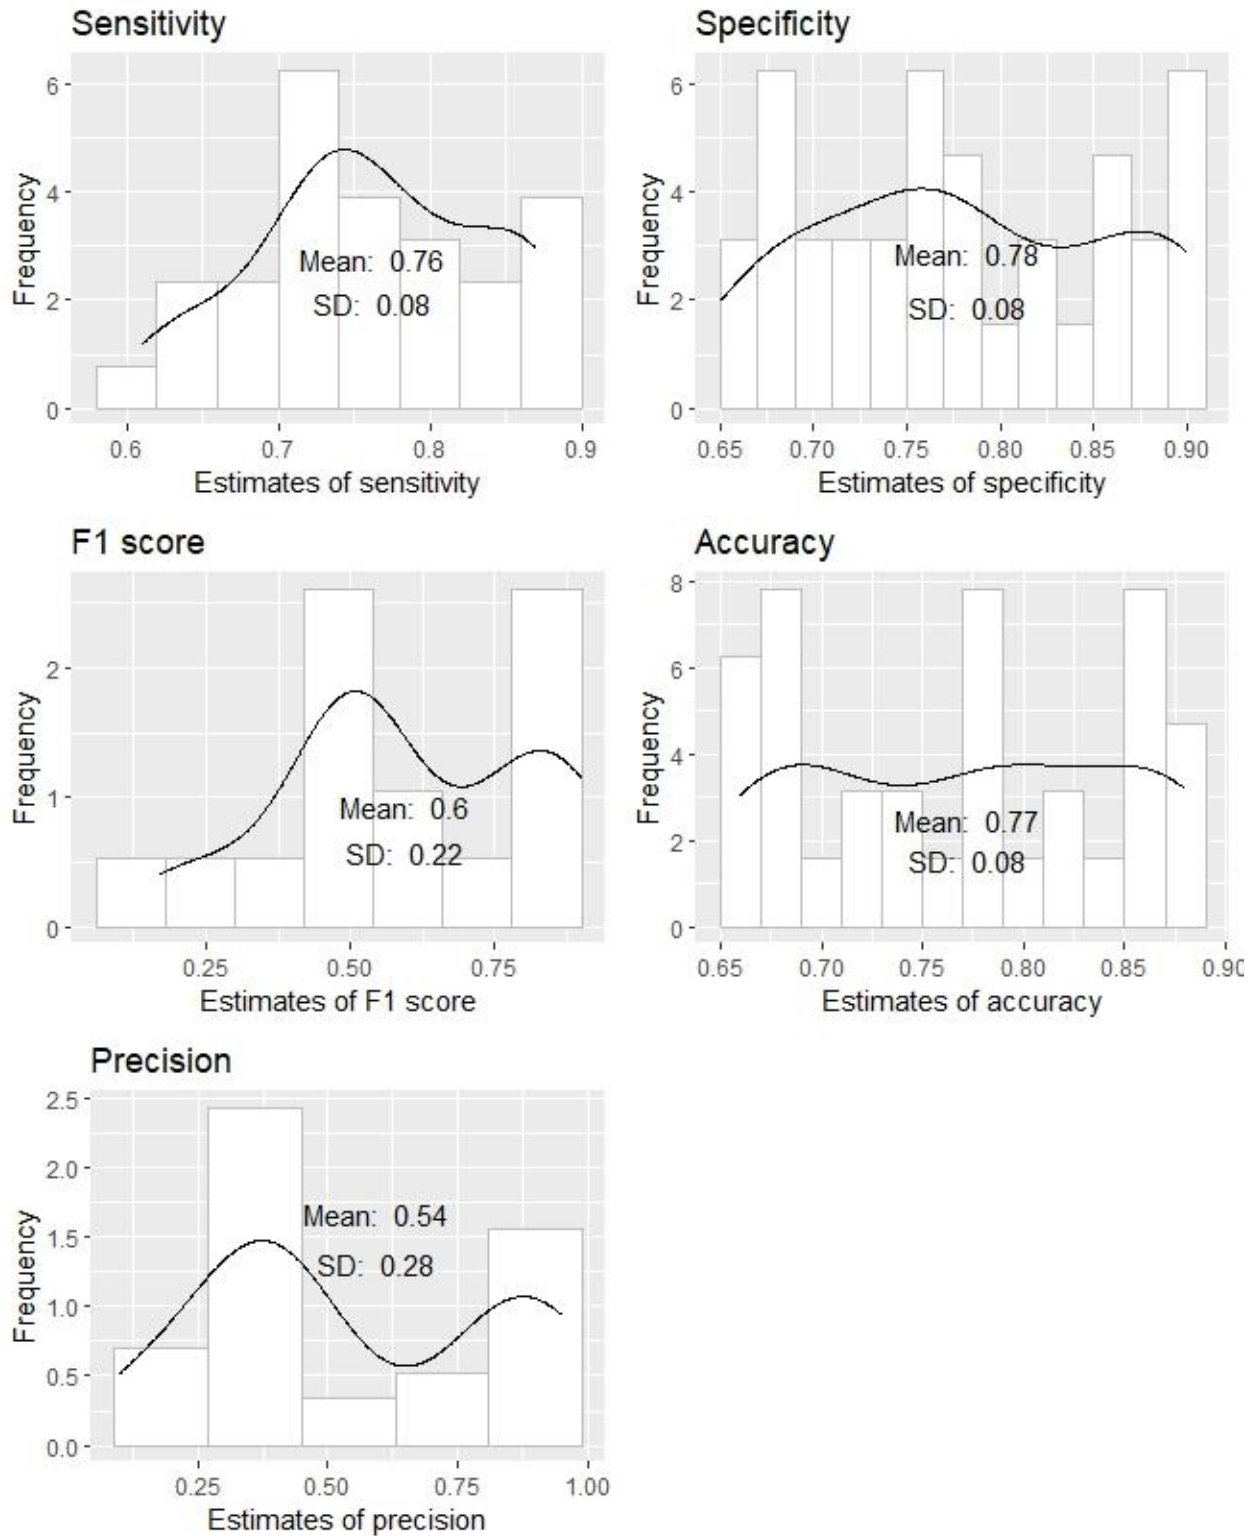 Sensitivity
Frequency
6
4
2
0
Mean: 0.76
SD: 0.08
0.6 0.7 0.8 0.9
Estimates of sensitivity
Specificity
Frequency
6
4
2
0
Mean: 0.78
SD: 0.08
0.65 0.70 0.75 0.80 0.85 0.90
Estimates of specificity
F1 score
Frequency
2
1
0
Mean: 0.6
SD: 0.22
0.25 0.50 0.75
Estimates of F1 score
Accuracy
Frequency
8
6
4
2
0
Mean: 0.77
SD: 0.08
0.65 0.70 0.75 0.80 0.85 0.90
Estimates of accuracy
Precision
Frequency
2.5
2.0
1.5
1.0
0.5
0.0
Mean: 0.54
SD: 0.28
0.25 0.50 0.75 1.00
Estimates of precision